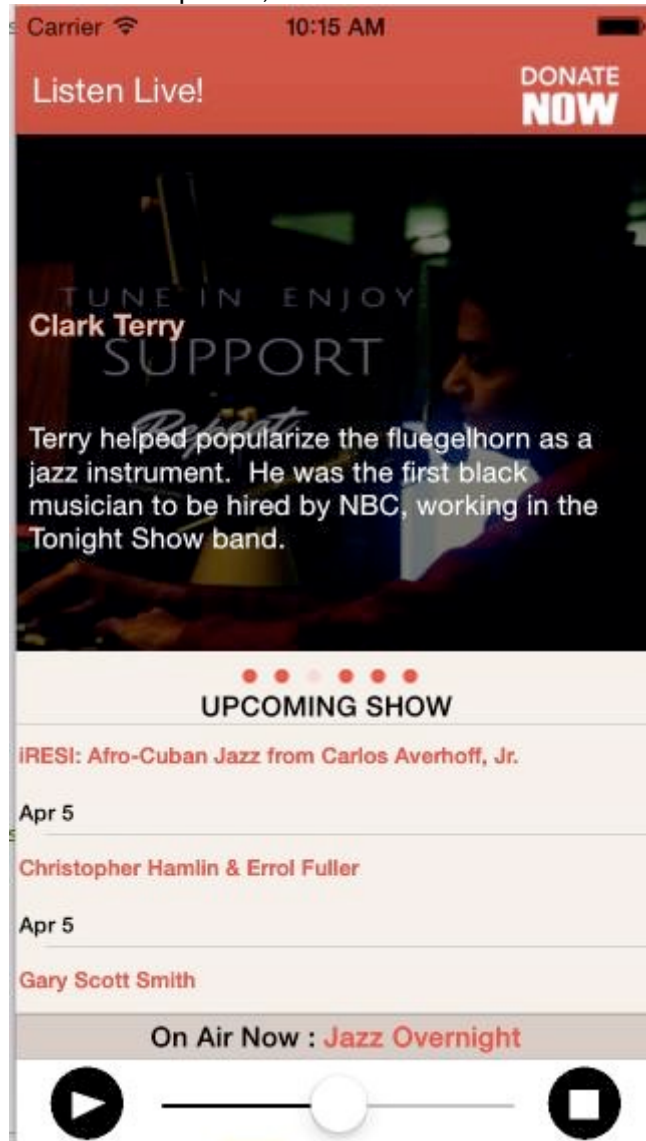 Carrier 10:15 AM
Listen Live!
DONATE
NOW
TUNE IN ENJOY
Clark Terry
SUPPORT
Repeat
Terry helped popularize the fluegelhorn as a
jazz instrument. He was the first black
musician to be hired by NBC, working in the
Tonight Show band.
UPCOMING SHOW
iRESI: Afro-Cuban Jazz from Carlos Averhoff, Jr.
Apr 5
Christopher Hamlin & Errol Fuller
Apr 5
Gary Scott Smith
On Air Now : Jazz Overnight